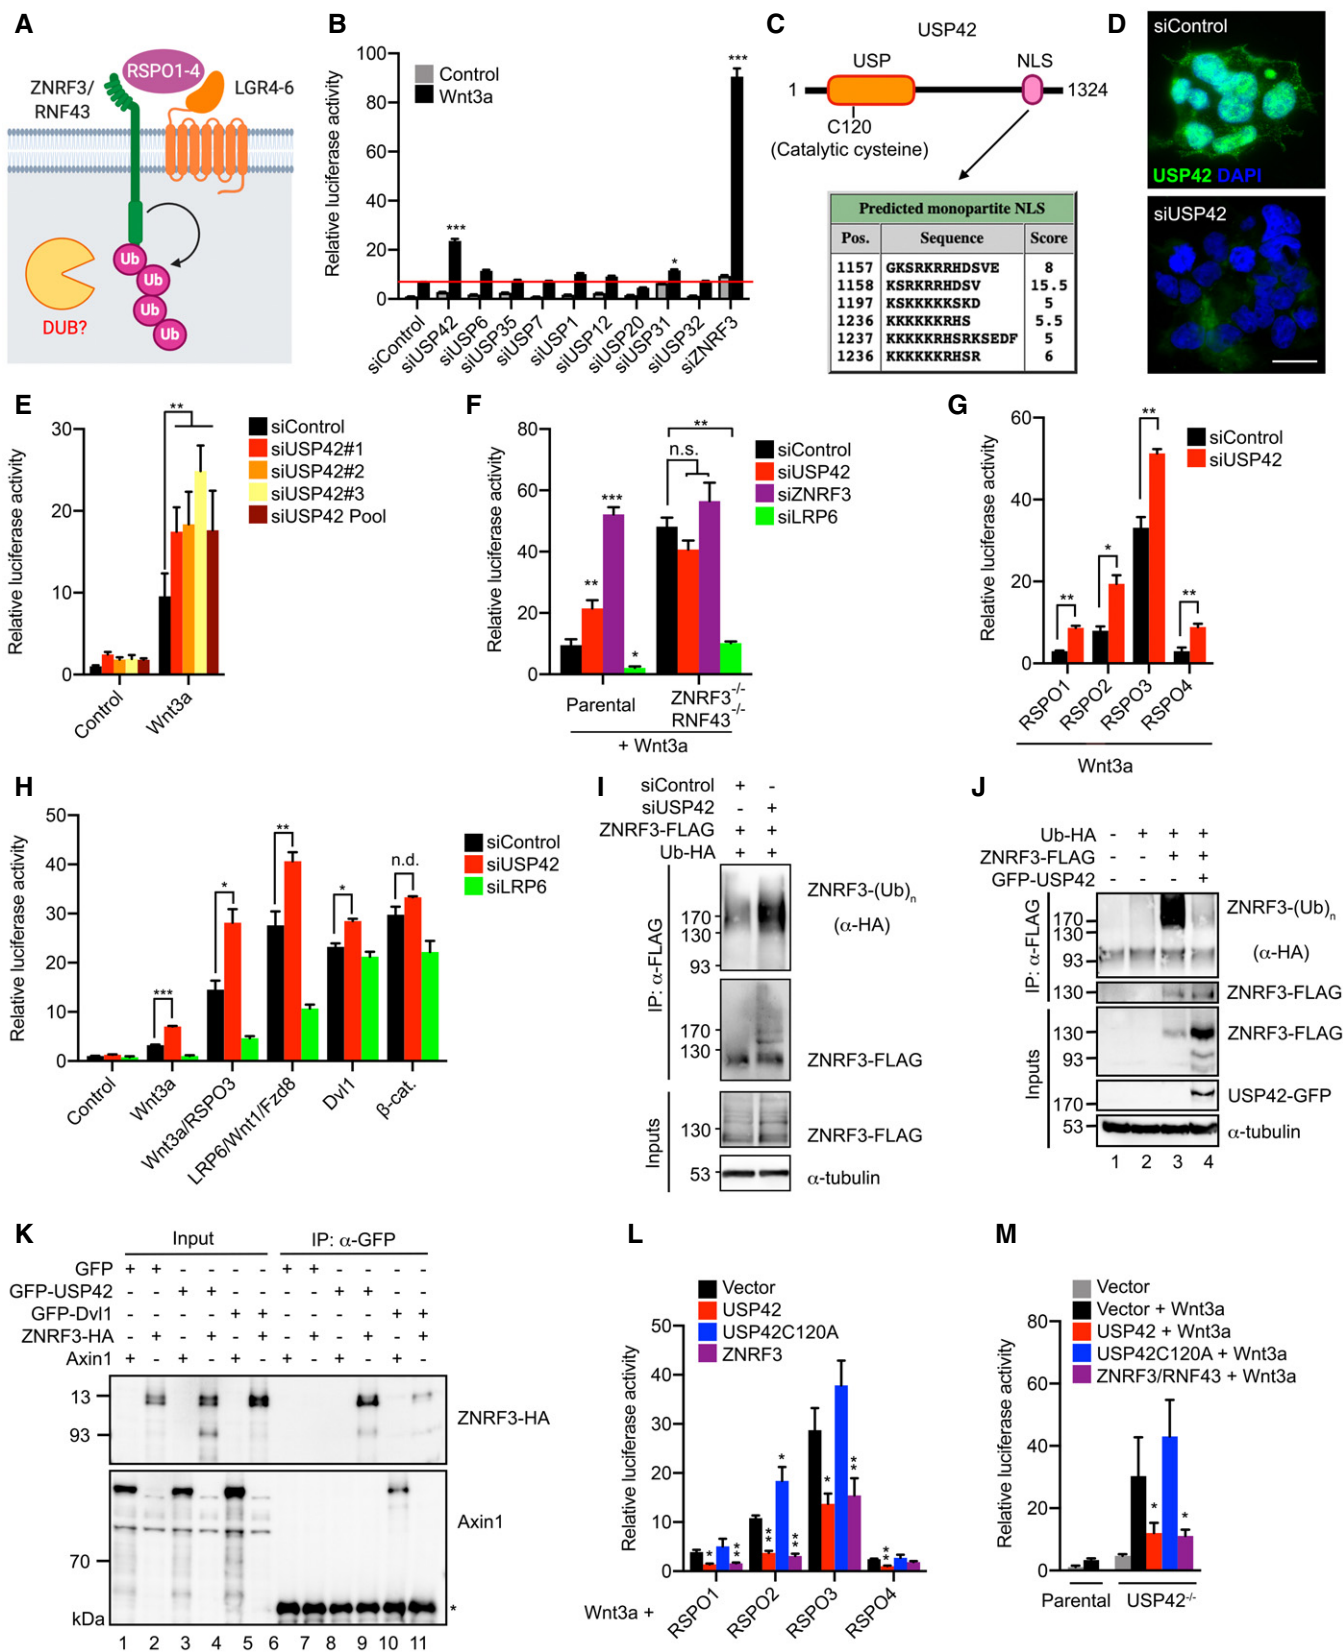 A
RSPO1-4
ZNRF3/
RNF43
LGR4-6
Ub
Ub
Ub
Ub
DUB?
B
Relative luciferase activity
100
80
60
40
20
0
Control
Wnt3a
***
*
***
siControl
siUSP42
siUSP6
siUSP35
siUSP7
siUSP1
siUSP12
siUSP20
siUSP31
siUSP32
siZNRF3
C
USP42
USP
NLS
1
1324
C120
(Catalytic cysteine)
Predicted monopartite NLS
Pos. Sequence Score
1157 GKSRKRRHDSVE 8
1158 KSRKRRHDSV 15.5
1197 KSKKKKKSKD 5
1236 KKKKKKRHS 5.5
1237 KKKKKRHSRKSEDF 5
1236 KKKKKKRHSR 6
D
siControl
USP42 DAPI
siUSP42
E
Relative luciferase activity
30
20
10
0
**
siControl
siUSP42#1
siUSP42#2
siUSP42#3
siUSP42 Pool
Control
Wnt3a
F
Relative luciferase activity
80
60
40
20
0
**
***
*
n.s.
**
siControl
siUSP42
siZNRF3
siLRP6
Parental
ZNRF3-/-
RNF43-/-
+ Wnt3a
G
Relative luciferase activity
60
40
20
0
**
*
**
**
siControl
siUSP42
RSPO1
RSPO2
RSPO3
RSPO4
Wnt3a
H
Relative luciferase activity
50
40
30
20
10
0
***
*
**
*
n.d.
siControl
siUSP42
siLRP6
Control
Wnt3a
Wnt3a/RSPO3
LRP6/Wnt1/Fzd8
Dvl1
β-cat.
I
siControl + -
siUSP42 - +
ZNRF3-FLAG + +
Ub-HA + +
IP: α-FLAG
170
130
93
ZNRF3-(Ub)n
(α-HA)
170
130
ZNRF3-FLAG
Inputs
130
ZNRF3-FLAG
53
α-tubulin
J
Ub-HA - + + +
ZNRF3-FLAG - - + +
GFP-USP42 - - - +
IP: α-FLAG
170
130
93
ZNRF3-(Ub)n
(α-HA)
130
ZNRF3-FLAG
Inputs
130
93
ZNRF3-FLAG
170
USP42-GFP
53
α-tubulin
1 2 3 4
K
Input IP: α-GFP
GFP + + - - - - + + - - - -
GFP-USP42 - - + + - - - - + + - -
GFP-Dvl1 - - - - + + - - - - + +
ZNRF3-HA - + - + - + - + - + - +
Axin1 + - + - + - + - + - + -
13
93
ZNRF3-HA
Axin1
70
kDa
*
1 2 3 4 5 6 7 8 9 10 11
L
Relative luciferase activity
50
40
30
20
10
0
Vector
USP42
USP42C120A
ZNRF3
*
**
**
*
**
*
**
**
Wnt3a +
RSPO1
RSPO2
RSPO3
RSPO4
M
Relative luciferase activity
80
60
40
20
0
Vector
Vector + Wnt3a
USP42 + Wnt3a
USP42C120A + Wnt3a
ZNRF3/RNF43 + Wnt3a
*
*
Parental
USP42-/-